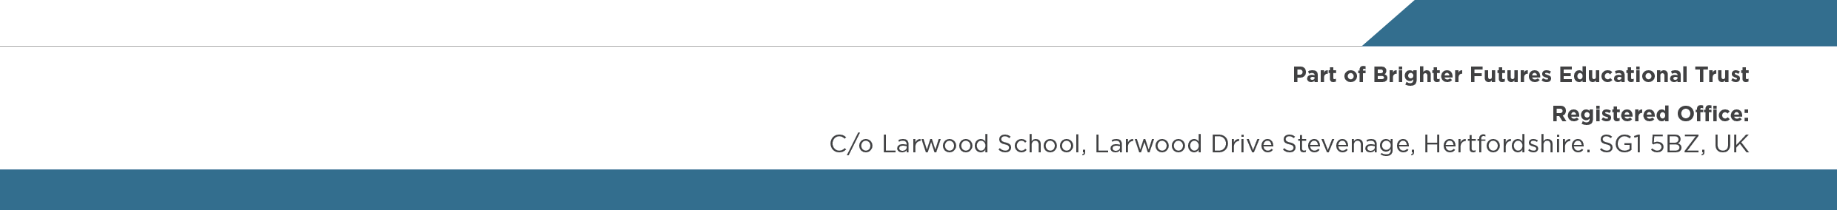 Part of Brighter Futures Educational Trust
Registered Office:
C/o Larwood School, Larwood Drive Stevenage, Hertfordshire. SG1 5BZ, UK